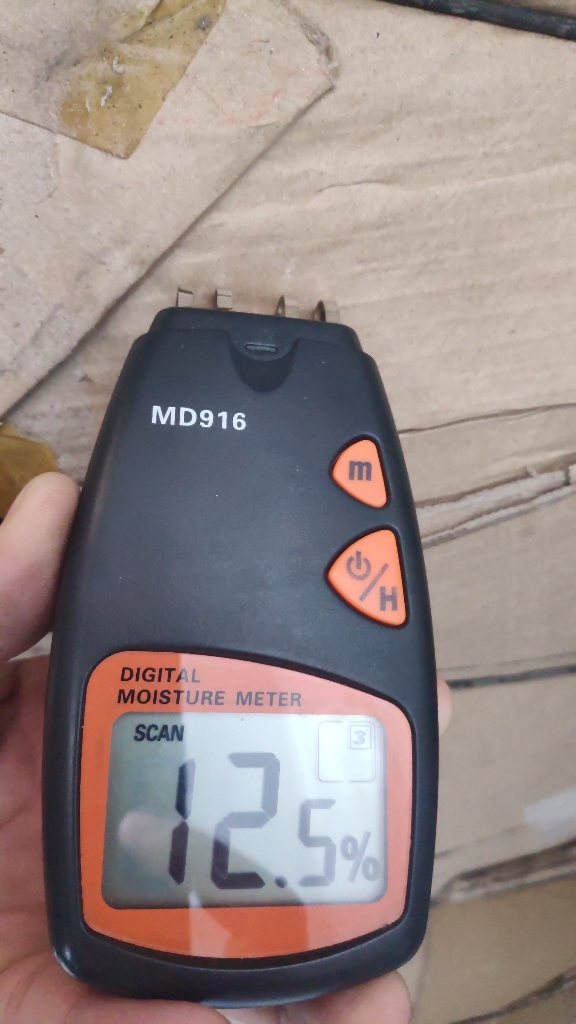 MD916
m
⏻/H
DIGITAL
MOISTURE METER
SCAN
3
12.5%